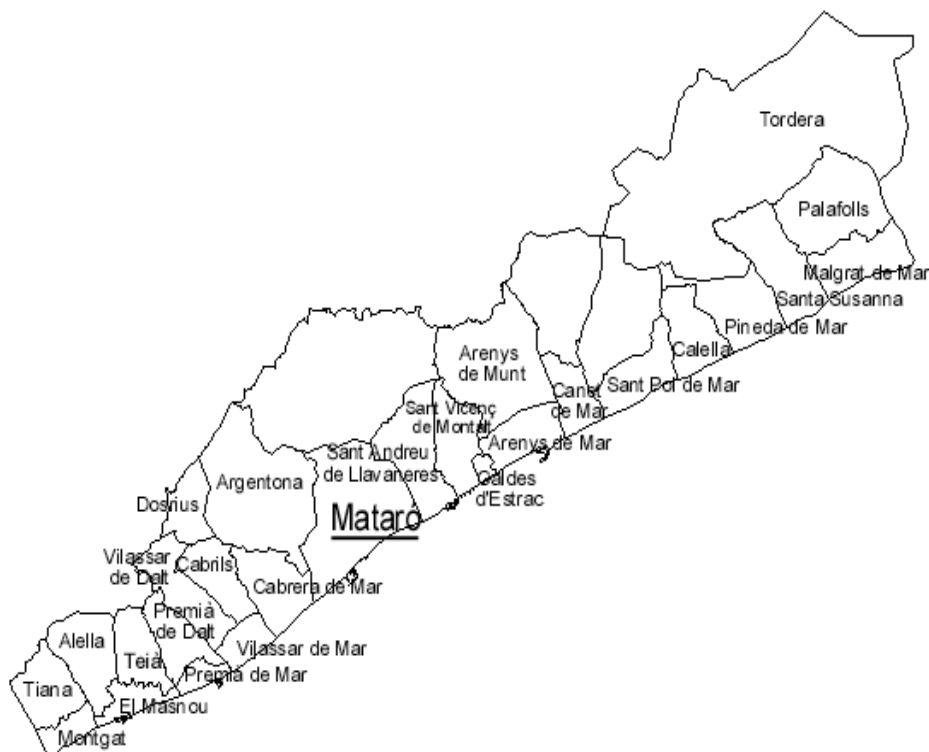 Tordera
Palafolls
Malgrat de Mar
Santa Susanna
Pineda de Mar
Calella
Sant Pol de Mar
Canet
de Mar
Arenys
de Munt
Arenys de Mar
Sant Vicenç
de Montalt
Caldes
d'Estrac
Sant Andreu
de Llavaneres
Mataró
Argentona
Dosrius
Cabrera de Mar
Cabrils
Vilassar
de Dalt
Vilassar de Mar
Premià
de Dalt
Premià de Mar
Teià
Alella
Tiana
El Masnou
Montgat